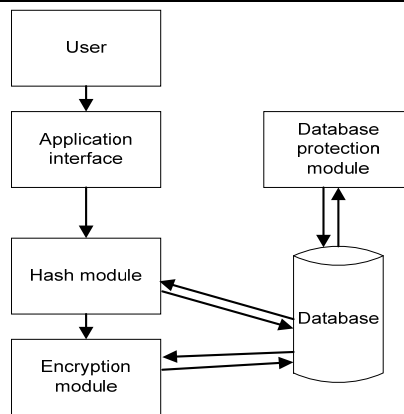 User
Application
interface
Database
protection
module
Hash module
Database
Encryption
module